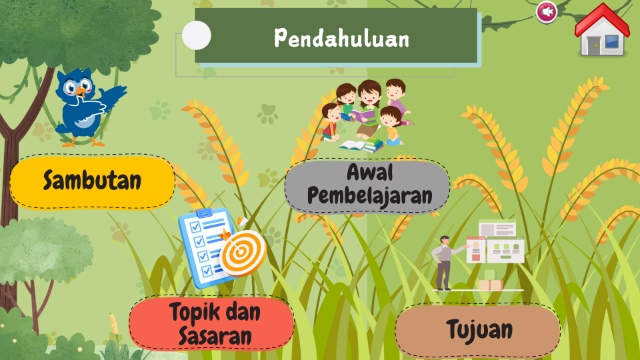 Pendahuluan
Sambutan
Awal
Pembelajaran
Topik dan
Sasaran
Tujuan